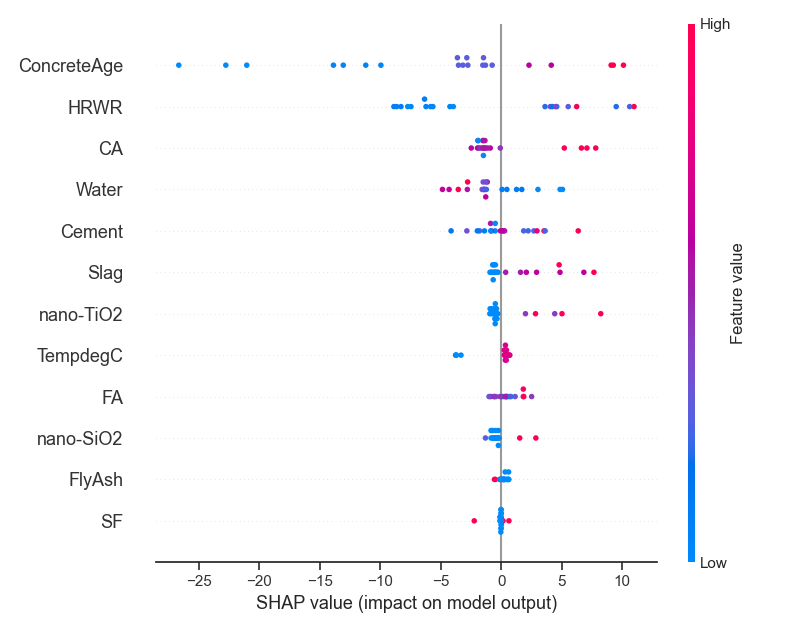 High
ConcreteAge
HRWR
CA
Water
Cement
Slag
nano-TiO2
TempdegC
FA
nano-SiO2
FlyAsh
SF
Feature value
Low
−25 −20 −15 −10 −5 0 5 10
SHAP value (impact on model output)